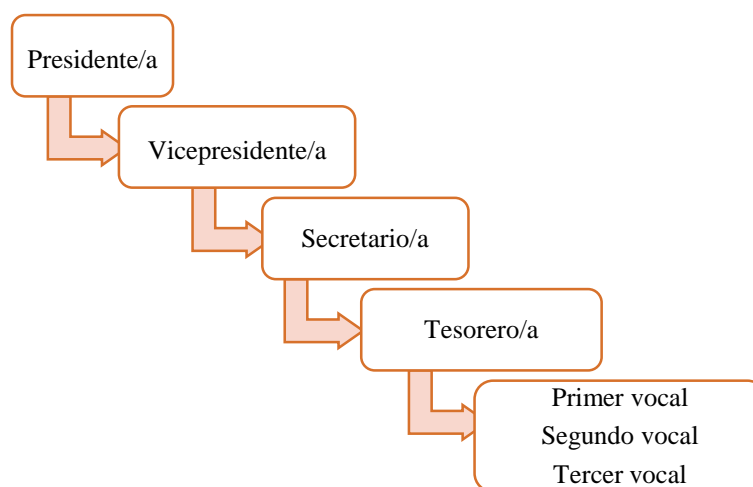 Presidente/a
Vicepresidente/a
Secretario/a
Tesorero/a
Primer vocal
Segundo vocal
Tercer vocal